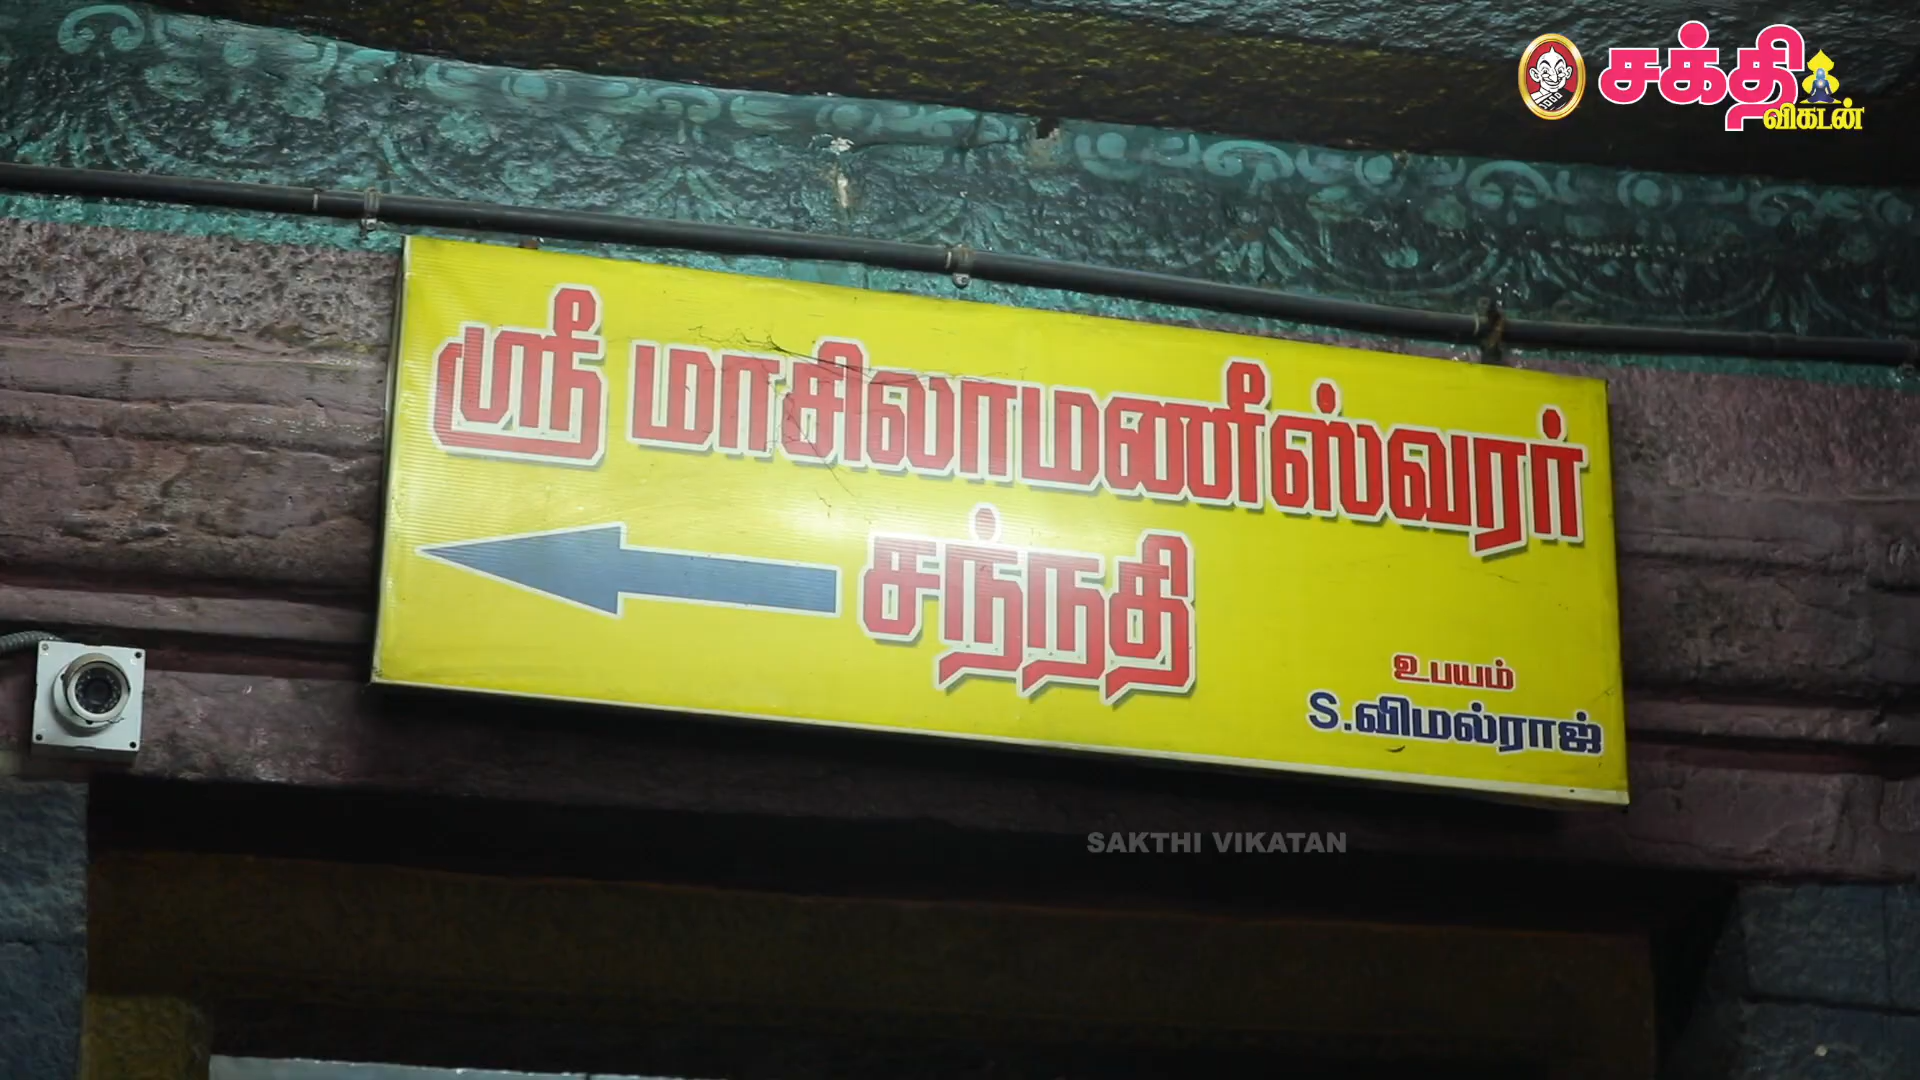 சக்தி
விகடன்
ஸ்ரீ மாசிலாமணீஸ்வரர்
சந்நதி
உபயம்
S.விமல்ராஜ்
SAKTHI VIKATAN